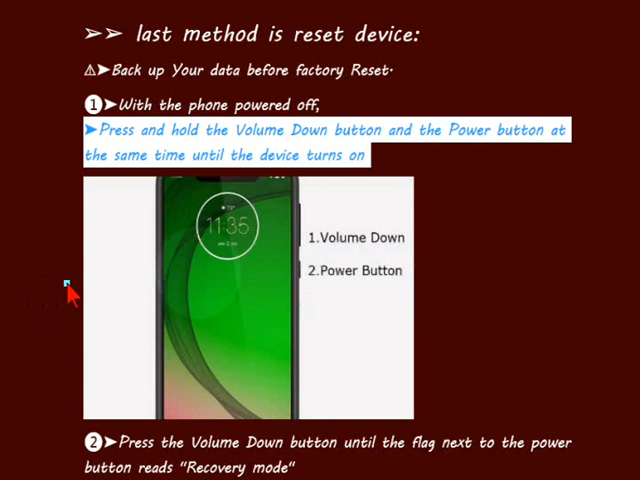 ➢➢ last method is reset device:
⚠➤Back up Your data before factory Reset.
❶➤With the phone powered off,
➤Press and hold the Volume Down button and the Power button at
the same time until the device turns on
11:35
1.Volume Down
2.Power Button
❷➤Press the Volume Down button until the flag next to the power
button reads "Recovery mode"